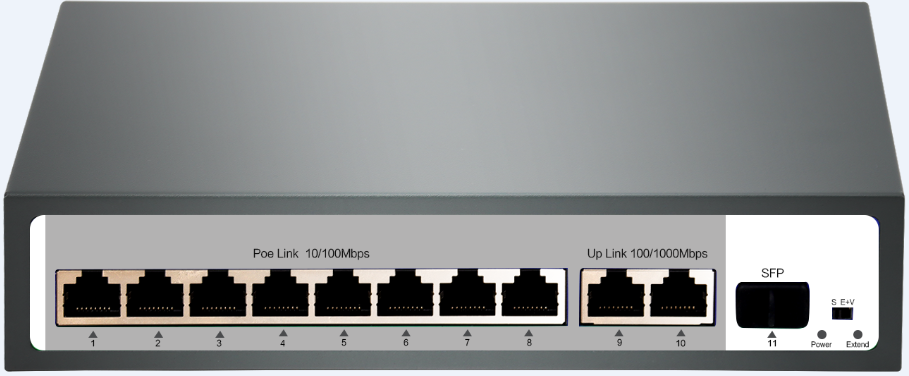 Poe Link 10/100Mbps
Up Link 100/1000Mbps
SFP
S E+V
1 2 3 4 5 6 7 8 9 10 11
Power Extend